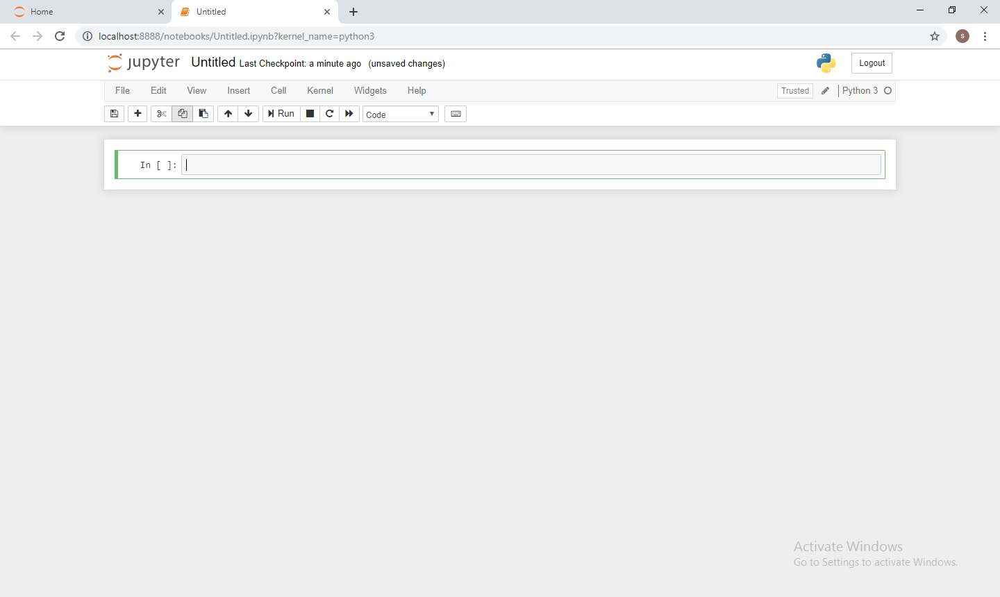 Home
Untitled
localhost:8888/notebooks/Untitled.ipynb?kernel_name=python3
s
jupyter Untitled Last Checkpoint: a minute ago (unsaved changes)
Logout
File Edit View Insert Cell Kernel Widgets Help
Trusted
Python 3
Run
Code
In [ ]:
Activate Windows
Go to Settings to activate Windows.